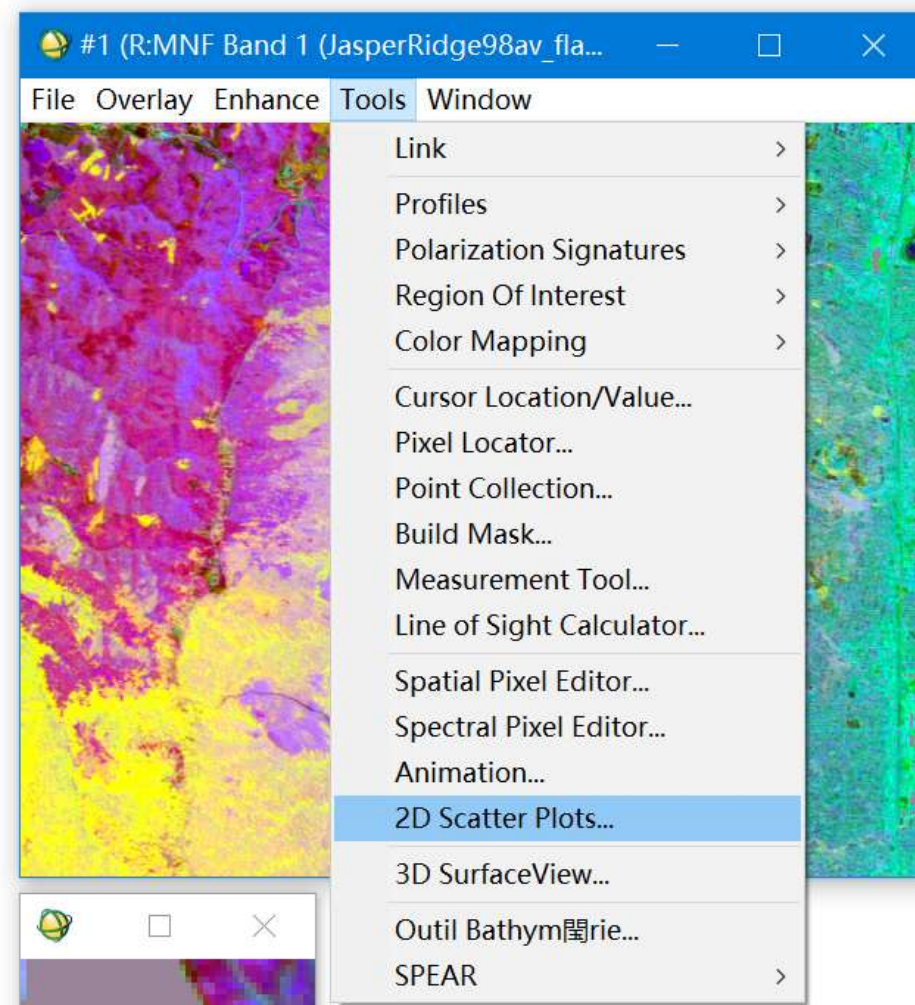 #1 (R:MNF Band 1 (JasperRidge98av_fla...
File Overlay Enhance Tools Window
Link
Profiles
Polarization Signatures
Region Of Interest
Color Mapping
Cursor Location/Value...
Pixel Locator...
Point Collection...
Build Mask...
Measurement Tool...
Line of Sight Calculator...
Spatial Pixel Editor...
Spectral Pixel Editor...
Animation...
2D Scatter Plots...
3D SurfaceView...
Outil Bathym閠rie...
SPEAR